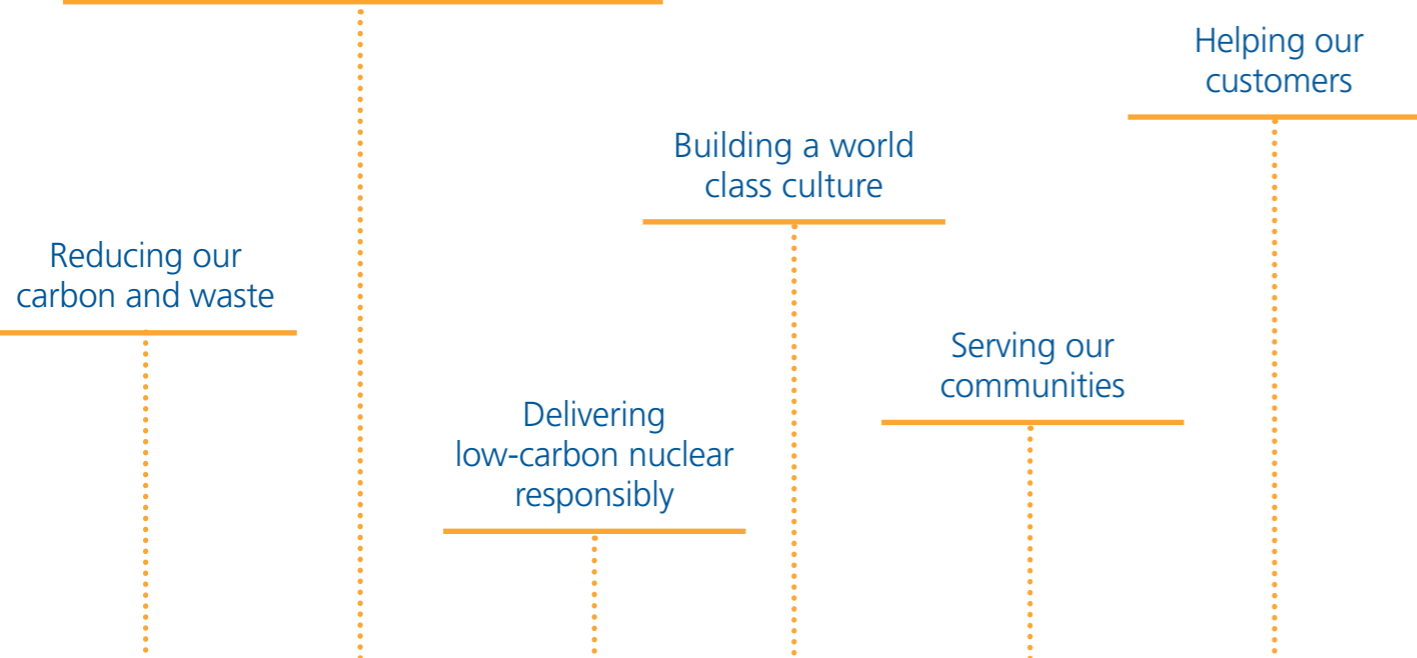 Helping our
customers
Building a world
class culture
Reducing our
carbon and waste
Serving our
communities
Delivering
low-carbon nuclear
responsibly